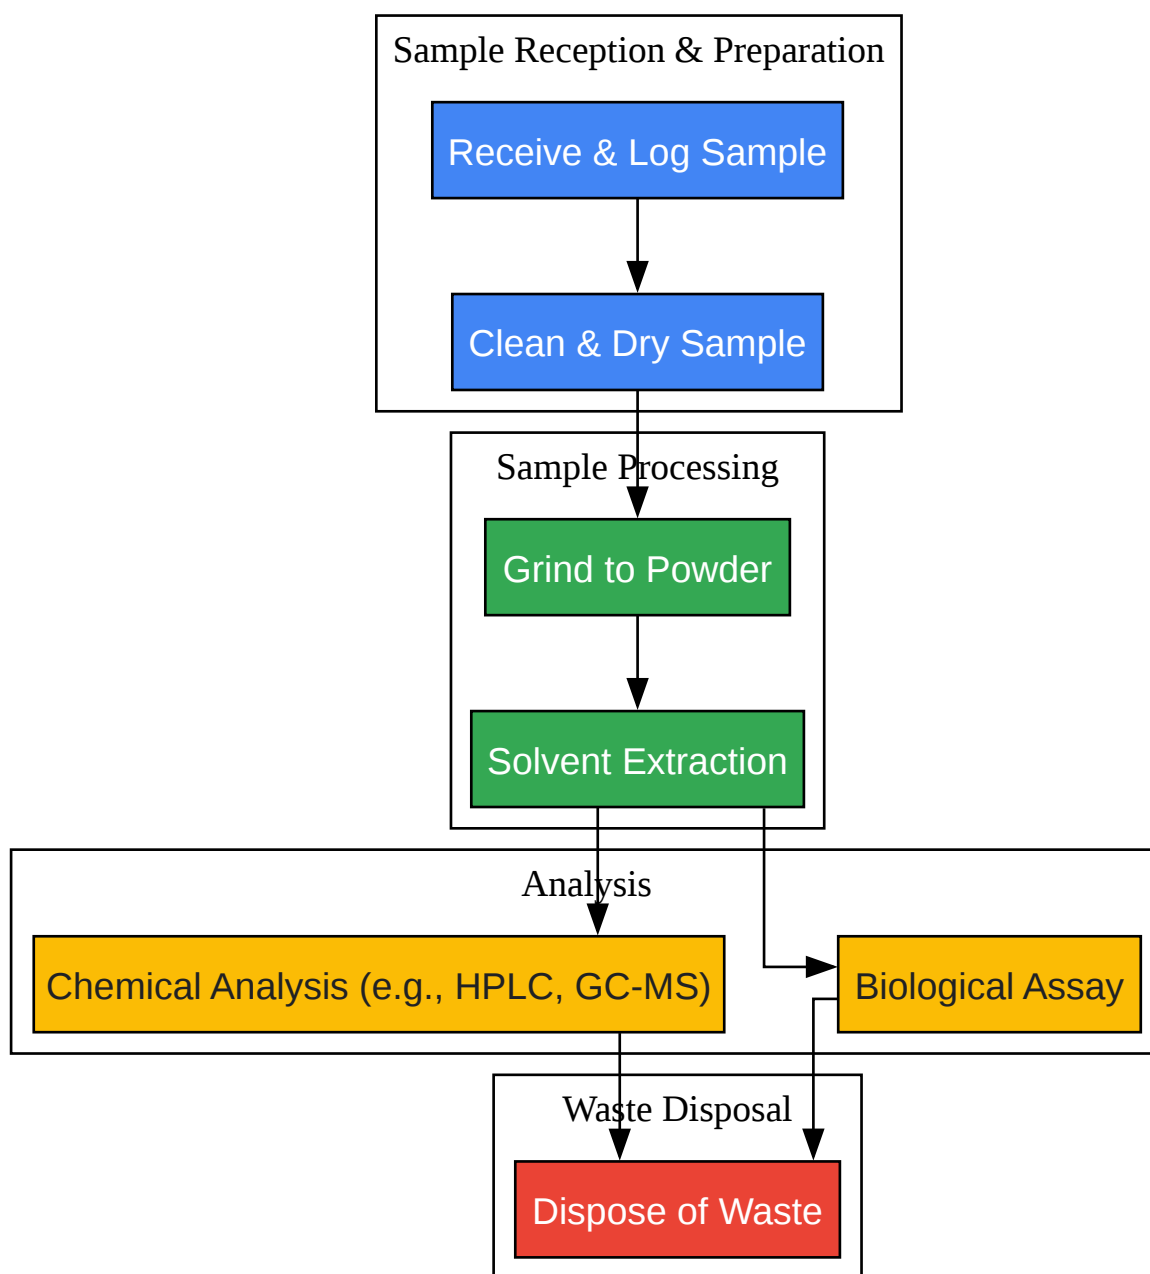 Sample Reception & Preparation
Receive & Log Sample
Clean & Dry Sample
Sample Processing
Grind to Powder
Solvent Extraction
Analysis
Chemical Analysis (e.g., HPLC, GC-MS)
Biological Assay
Waste Disposal
Dispose of Waste